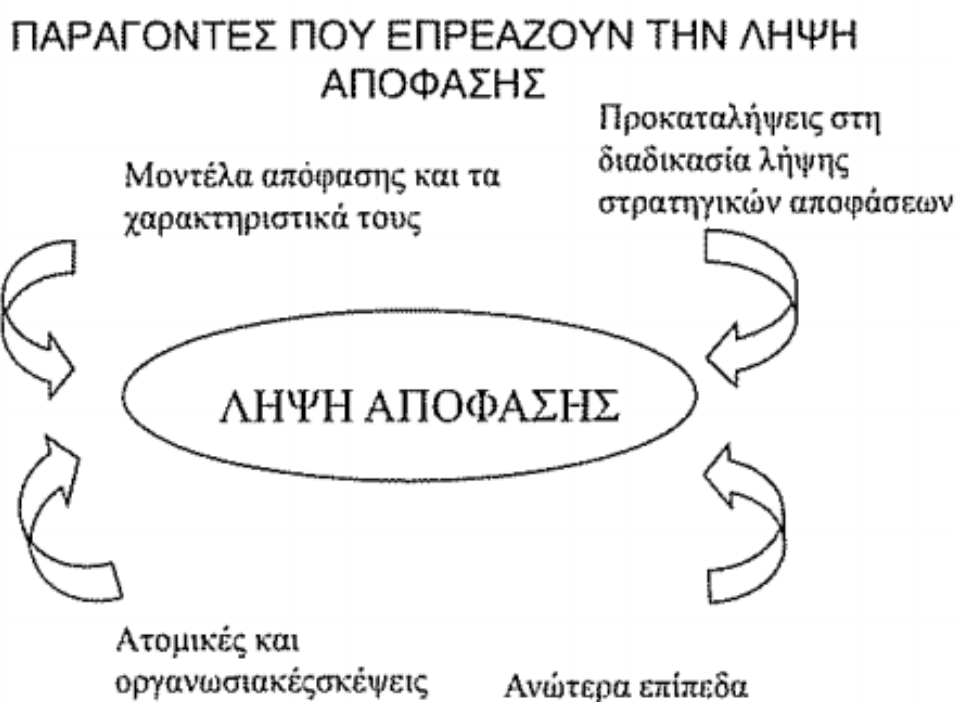 ΠΑΡΑΓΟΝΤΕΣ ΠΟΥ ΕΠΡΕΑΖΟΥΝ ΤΗΝ ΛΗΨΗ
ΑΠΟΦΑΣΗΣ
Μοντέλα απόφασης και τα
χαρακτηριστικά τους
Προκαταλήψεις στη
διαδικασία λήψης
στρατηγικών αποφάσεων
ΛΗΨΗ ΑΠΟΦΑΣΗΣ
Ατομικές και
οργανωσιακέςσκέψεις
Ανώτερα επίπεδα